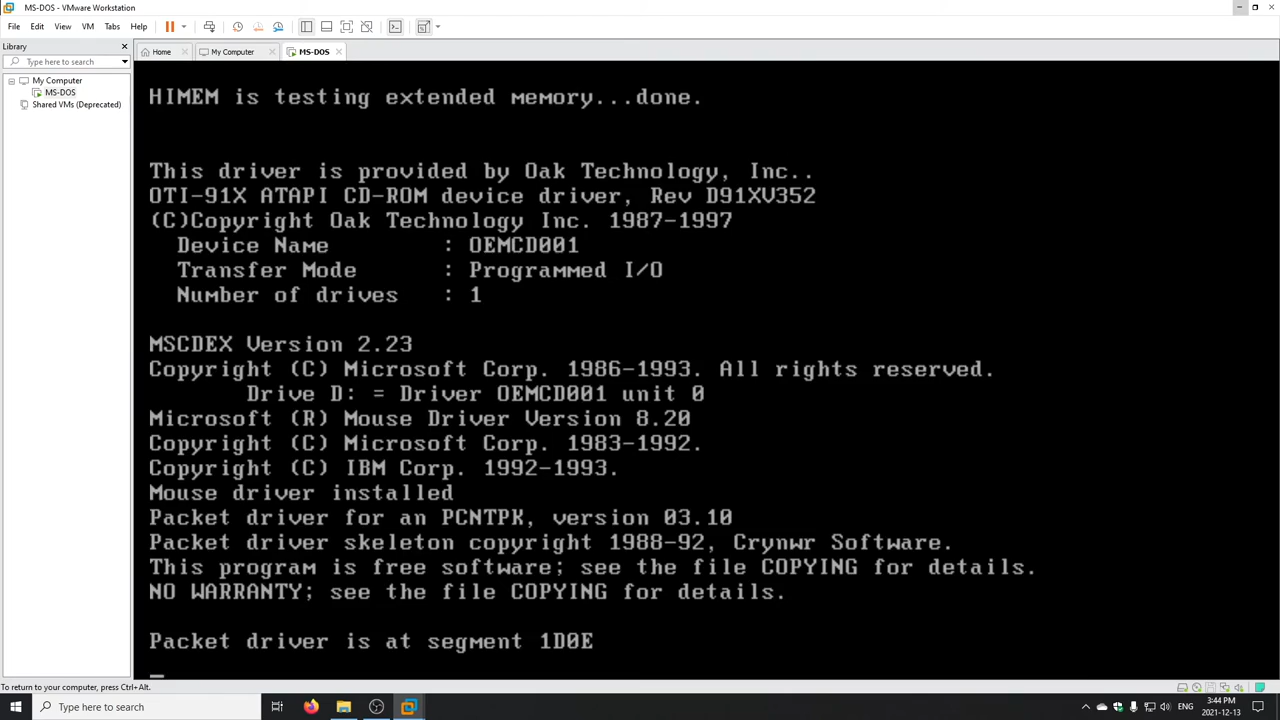 MS-DOS - VMware Workstation
File Edit View VM Tabs Help
Library
Type here to search
My Computer
MS-DOS
Shared VMs (Deprecated)
Home My Computer MS-DOS
HIMEM is testing extended memory...done.
This driver is provided by Oak Technology, Inc..
OTI-91X ATAPI CD-ROM device driver, Rev D91XV352
(C)Copyright Oak Technology Inc. 1987-1997
Device Name : OEMCD001
Transfer Mode : Programmed I/O
Number of drives : 1
MSCDEX Version 2.23
Copyright (C) Microsoft Corp. 1986-1993. All rights reserved.
Drive D: = Driver OEMCD001 unit 0
Microsoft (R) Mouse Driver Version 8.20
Copyright (C) Microsoft Corp. 1983-1992.
Copyright (C) IBM Corp. 1992-1993.
Mouse driver installed
Packet driver for an PCNTPK, version 03.10
Packet driver skeleton copyright 1988-92, Crynwr Software.
This program is free software; see the file COPYING for details.
NO WARRANTY; see the file COPYING for details.
Packet driver is at segment 1D0E
To return to your computer, press Ctrl+Alt.
Type here to search
ENG
3:44 PM
2021-12-13